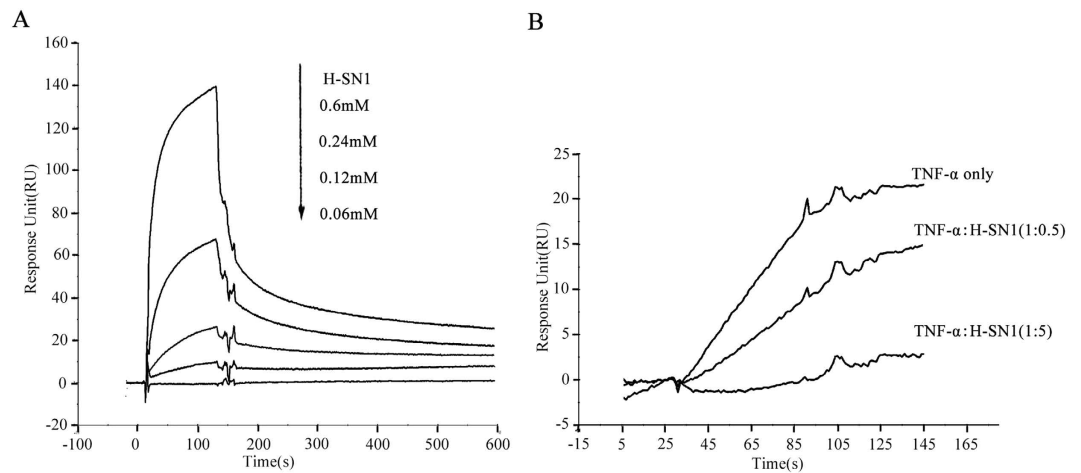 A
160
140
120
100
80
60
40
20
0
-20
-100
0
100
200
300
400
500
600
Response Unit(RU)
Time(s)
H-SN1
0.6mM
0.24mM
0.12mM
0.06mM
B
25
20
15
10
5
0
-5
-15
5
25
45
65
85
105
125
145
165
Response Unit(RU)
Time(s)
TNF-α only
TNF-α:H-SN1(1:0.5)
TNF-α:H-SN1(1:5)